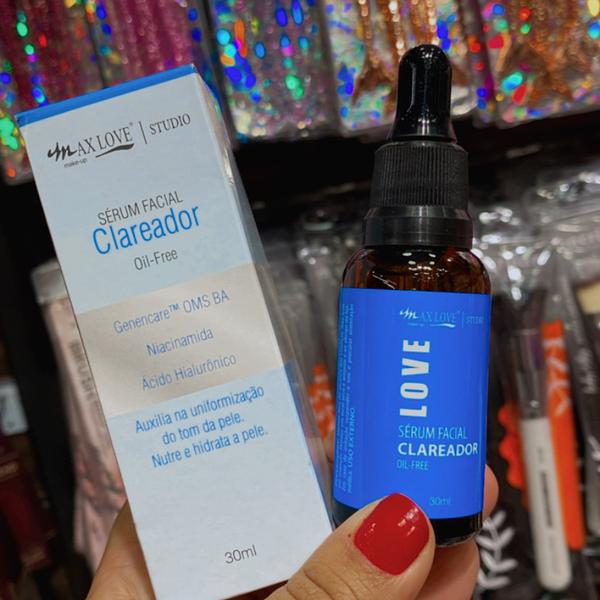 MAX LOVE® | STUDIO
make-up
SÉRUM FACIAL
Clareador
Oil-Free
Genencare™ OMS BA
Niacinamida
Ácido Hialurônico
Auxilia na uniformização
do tom da pele.
Nutre e hidrata a pele.
30ml
MAX LOVE® | STUDIO
make-up
LOVE
SÉRUM FACIAL
CLAREADOR
OIL-FREE
30ml
USO EXTERNO